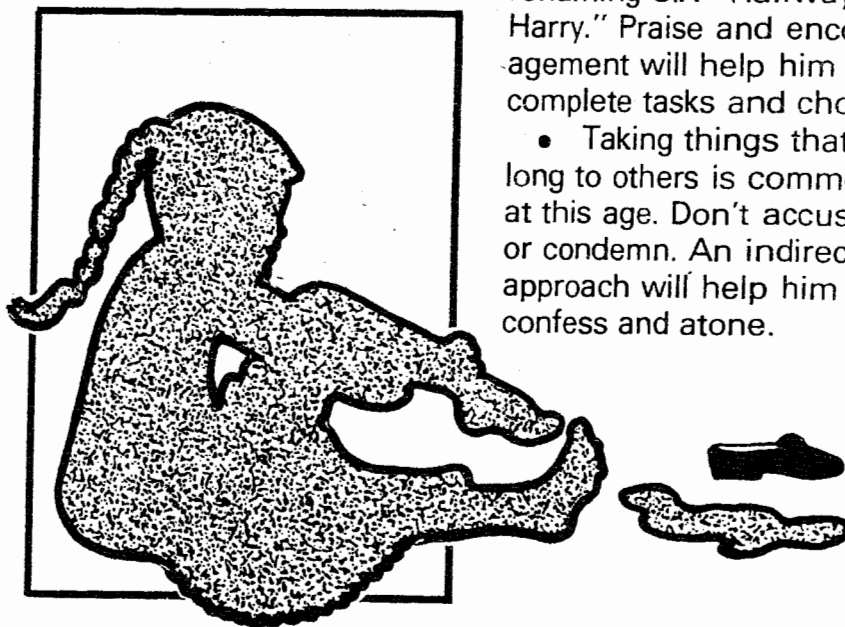 Harry." Praise and enco
agement will help him
complete tasks and cho
• Taking things that
long to others is comm
at this age. Don't accus
or condemn. An indirec
approach will help him
confess and atone.